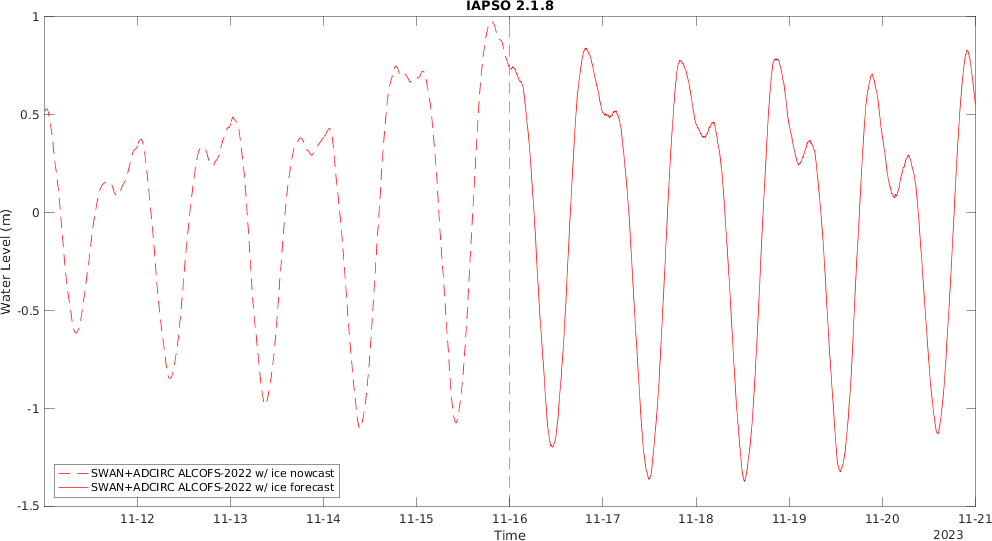 IAPSO 2.1.8
1
0.5
0
-0.5
-1
-1.5
Water Level (m)
SWAN+ADCIRC ALCOFS-2022 w/ ice nowcast
SWAN+ADCIRC ALCOFS-2022 w/ ice forecast
11-12 11-13 11-14 11-15 11-16 11-17 11-18 11-19 11-20 11-21
Time
2023